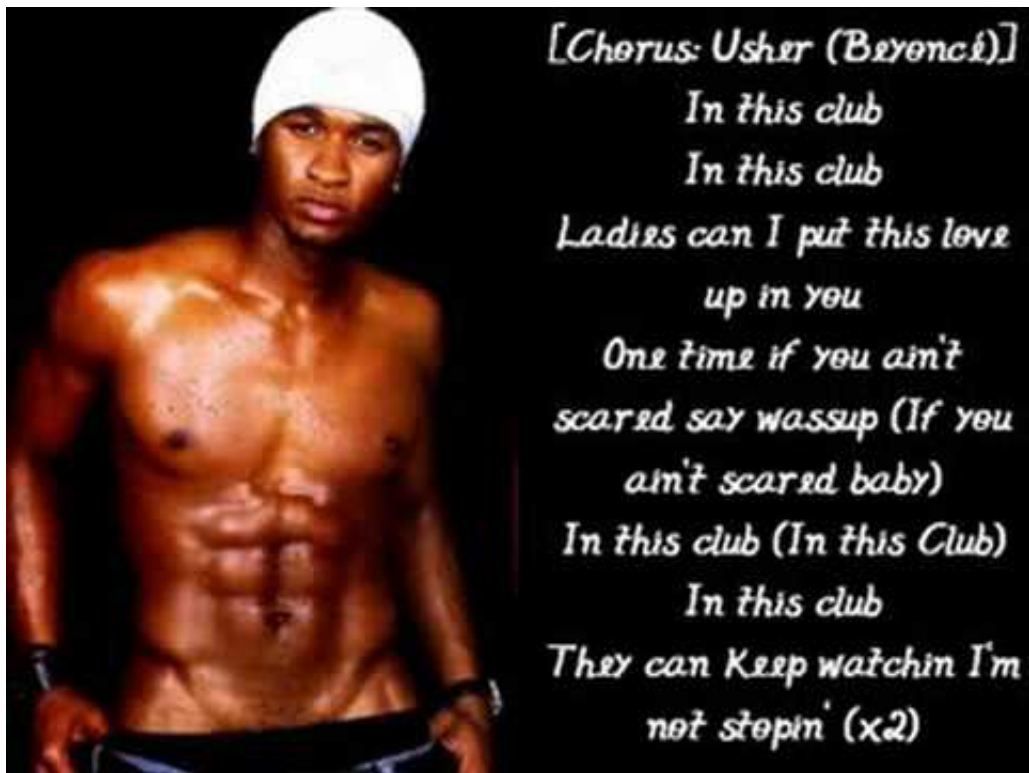 [Chorus: Usher (Beyoncé)]
In this club
In this club
Ladies can I put this love
up in you
One time if you ain't
scared say wassup (If you
ain't scared baby)
In this club (In this Club)
In this club
They can Keep watchin I'm
not stopin' (x2)